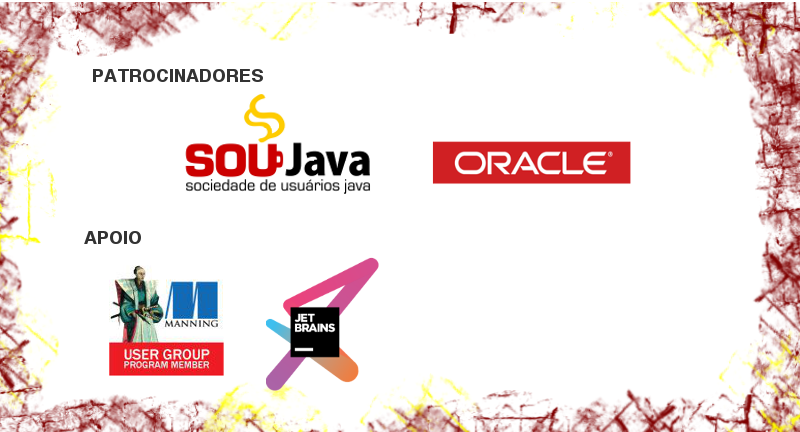 PATROCINADORES
SOUJava
sociedade de usuários java
ORACLE®
APOIO
MANNING
USER GROUP
PROGRAM MEMBER
JET
BRAINS